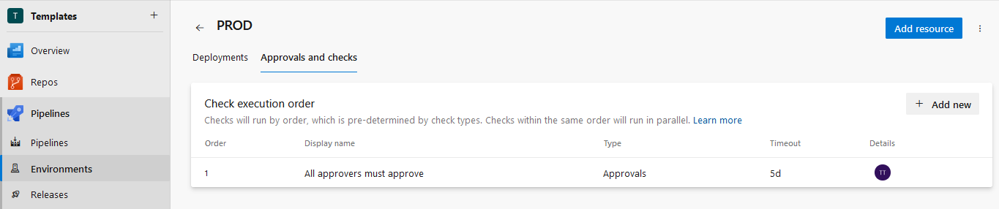 T Templates +
Overview
Repos
Pipelines
Pipelines
Environments
Releases
PROD
Add resource
Deployments Approvals and checks
Check execution order
+ Add new
Checks will run by order, which is pre-determined by check types. Checks within the same order will run in parallel. Learn more
Order Display name Type Timeout Details
1 All approvers must approve Approvals 5d TT